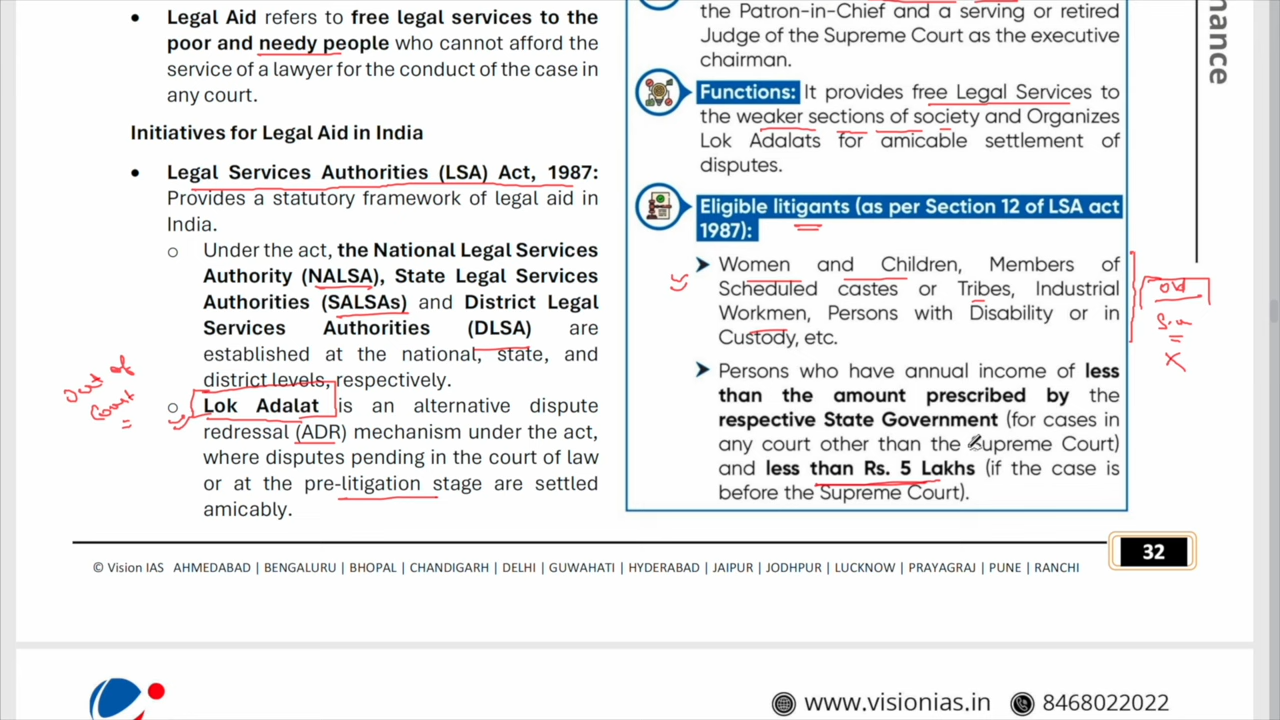 • Legal Aid refers to free legal services to the
poor and needy people who cannot afford the
service of a lawyer for the conduct of the case in
any court.
Initiatives for Legal Aid in India
• Legal Services Authorities (LSA) Act, 1987:
Provides a statutory framework of legal aid in
India.
o Under the act, the National Legal Services
Authority (NALSA), State Legal Services
Authorities (SALSAs) and District Legal
Services Authorities (DLSA) are
established at the national, state, and
district levels, respectively.
Out of
Court
o Lok Adalat is an alternative dispute
redressal (ADR) mechanism under the act,
where disputes pending in the court of law
or at the pre-litigation stage are settled
amicably.
the Patron-in-Chief and a serving or retired
Judge of the Supreme Court as the executive
chairman.
Functions: It provides free Legal Services to
the weaker sections of society and Organizes
Lok Adalats for amicable settlement of
disputes.
Eligible litigants (as per Section 12 of LSA act
1987):
➤ Women and Children, Members of
Scheduled castes or Tribes, Industrial
Workmen, Persons with Disability or in
Custody, etc.
➤ Persons who have annual income of less
than the amount prescribed by the
respective State Government (for cases in
any court other than the Supreme Court)
and less than Rs. 5 Lakhs (if the case is
before the Supreme Court).
old
X
nance
32
© Vision IAS AHMEDABAD | BENGALURU | BHOPAL | CHANDIGARH | DELHI | GUWAHATI | HYDERABAD | JAIPUR | JODHPUR | LUCKNOW | PRAYAGRAJ | PUNE | RANCHI
www.visionias.in 8468022022